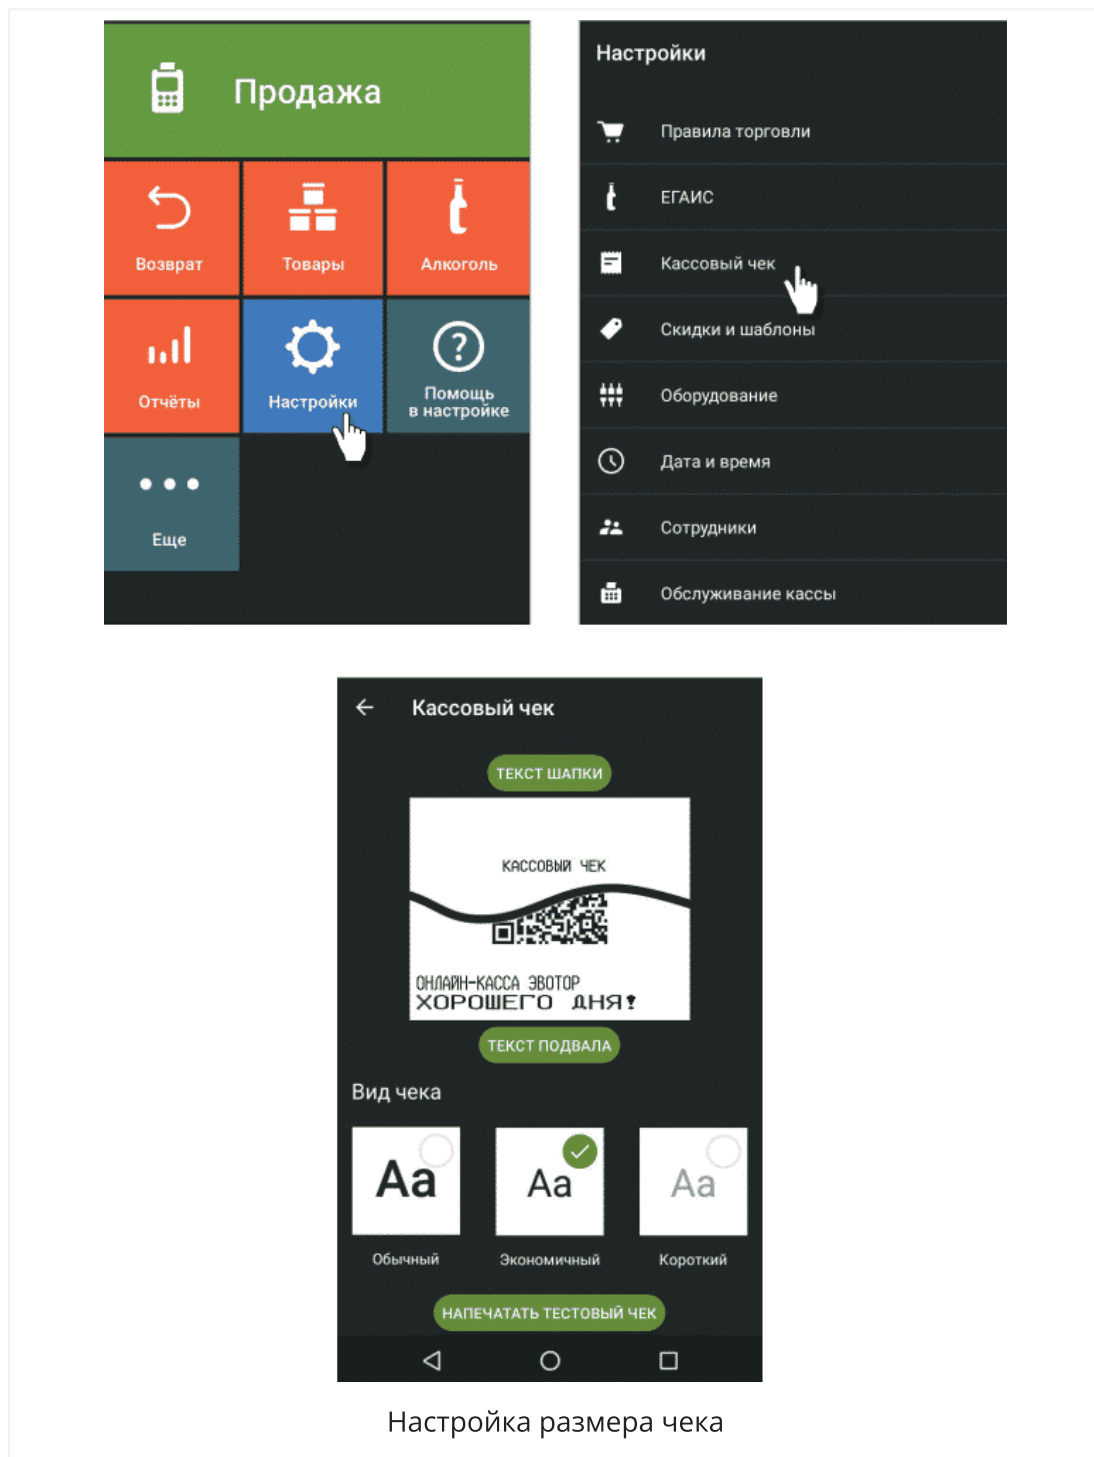 Продажа
Возврат
Товары
Алкоголь
Отчёты
Настройки
Помощь
в настройке
Еще
Настройки
Правила торговли
ЕГАИС
Кассовый чек
Скидки и шаблоны
Оборудование
Дата и время
Сотрудники
Обслуживание кассы
Кассовый чек
ТЕКСТ ШАПКИ
КАССОВЫЙ ЧЕК
ОНЛАЙН-КАССА ЭВОТОР
ХОРОШЕГО ДНЯ!
ТЕКСТ ПОДВАЛА
Вид чека
Aa
Aa
Aa
Обычный
Экономичный
Короткий
НАПЕЧАТАТЬ ТЕСТОВЫЙ ЧЕК
Настройка размера чека